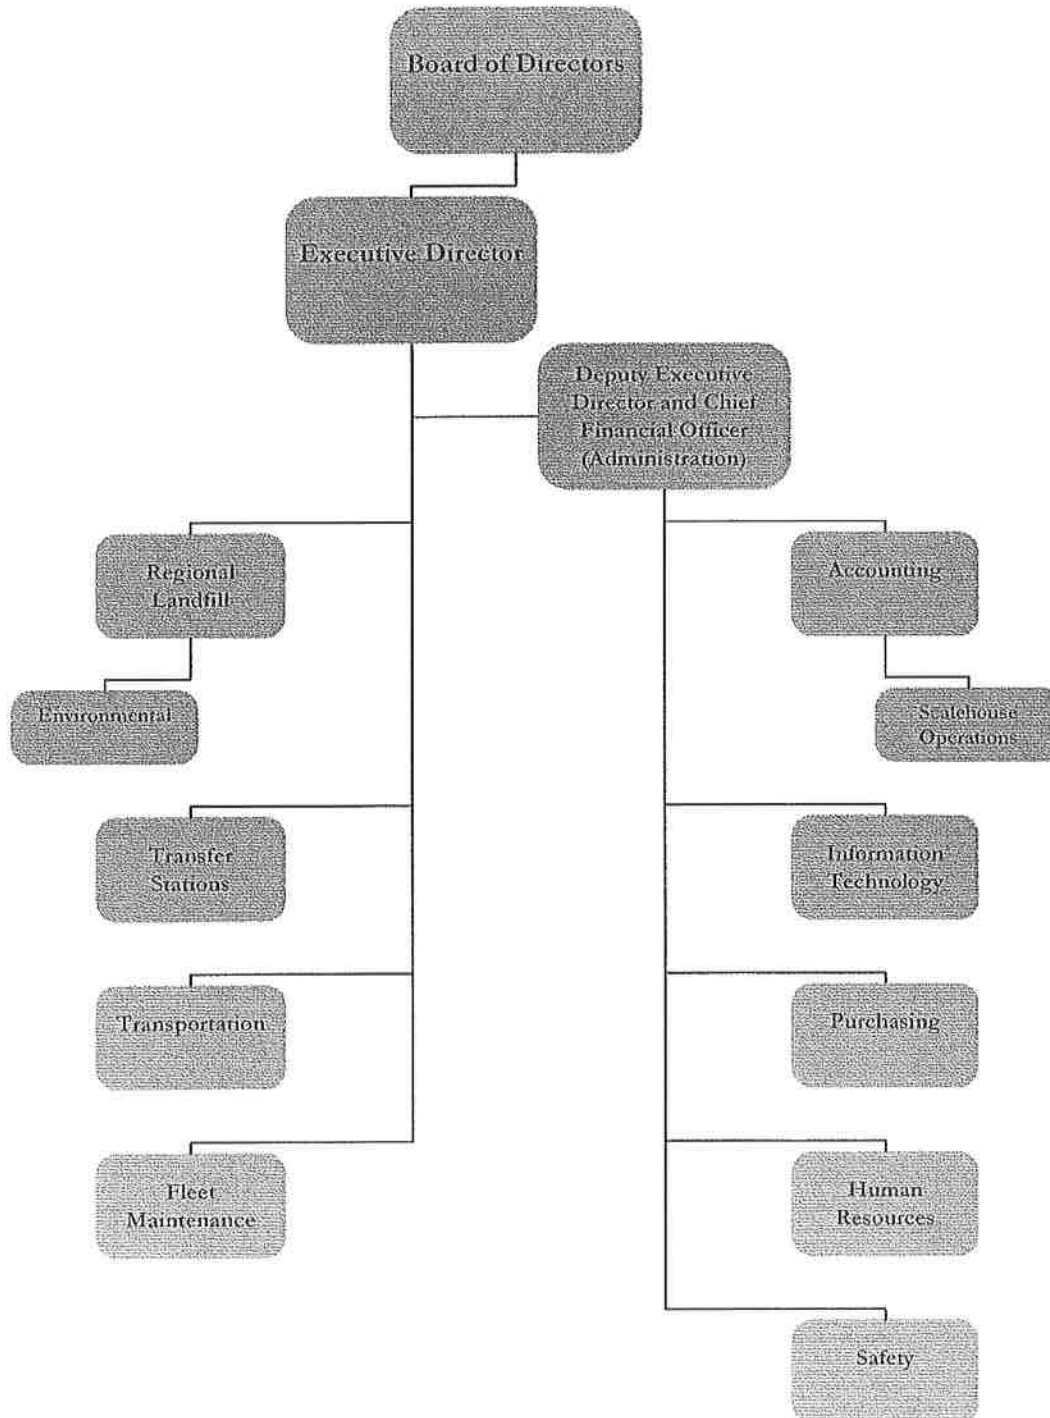 Board of Directors
Executive Director
Deputy Executive
Director and Chief
Financial Officer
(Administration)
Regional
Landfill
Accounting
Environmental
Scalehouse
Operations
Transfer
Stations
Information
Technology
Transportation
Purchasing
Fleet
Maintenance
Human
Resources
Safety